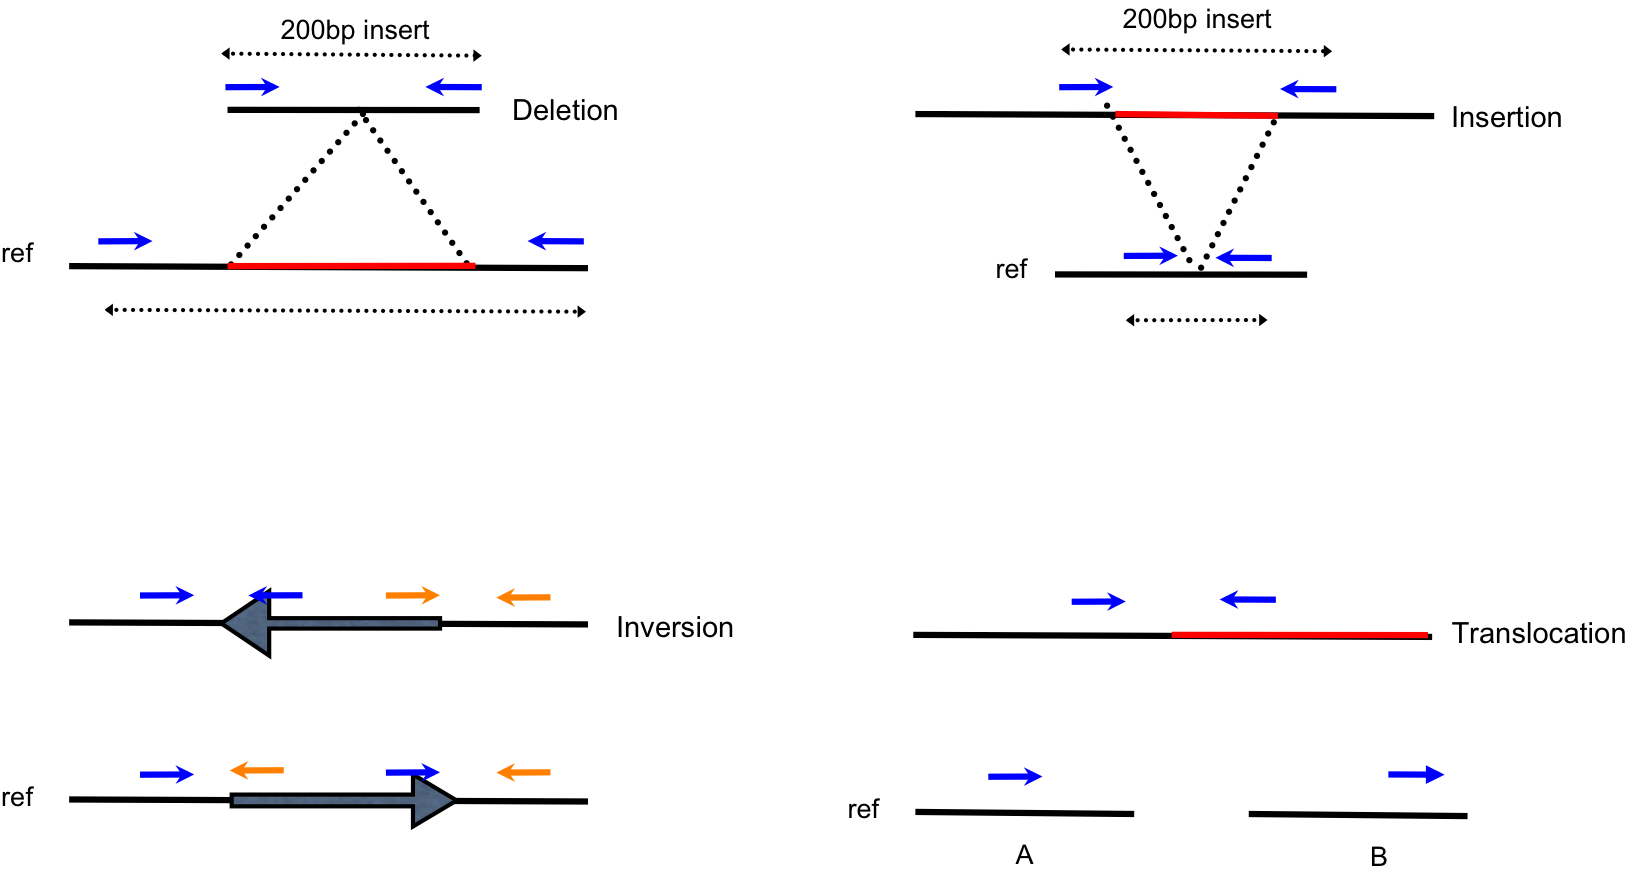 200bp insert
Deletion
ref
200bp insert
Insertion
ref
Inversion
ref
Translocation
ref
A
B